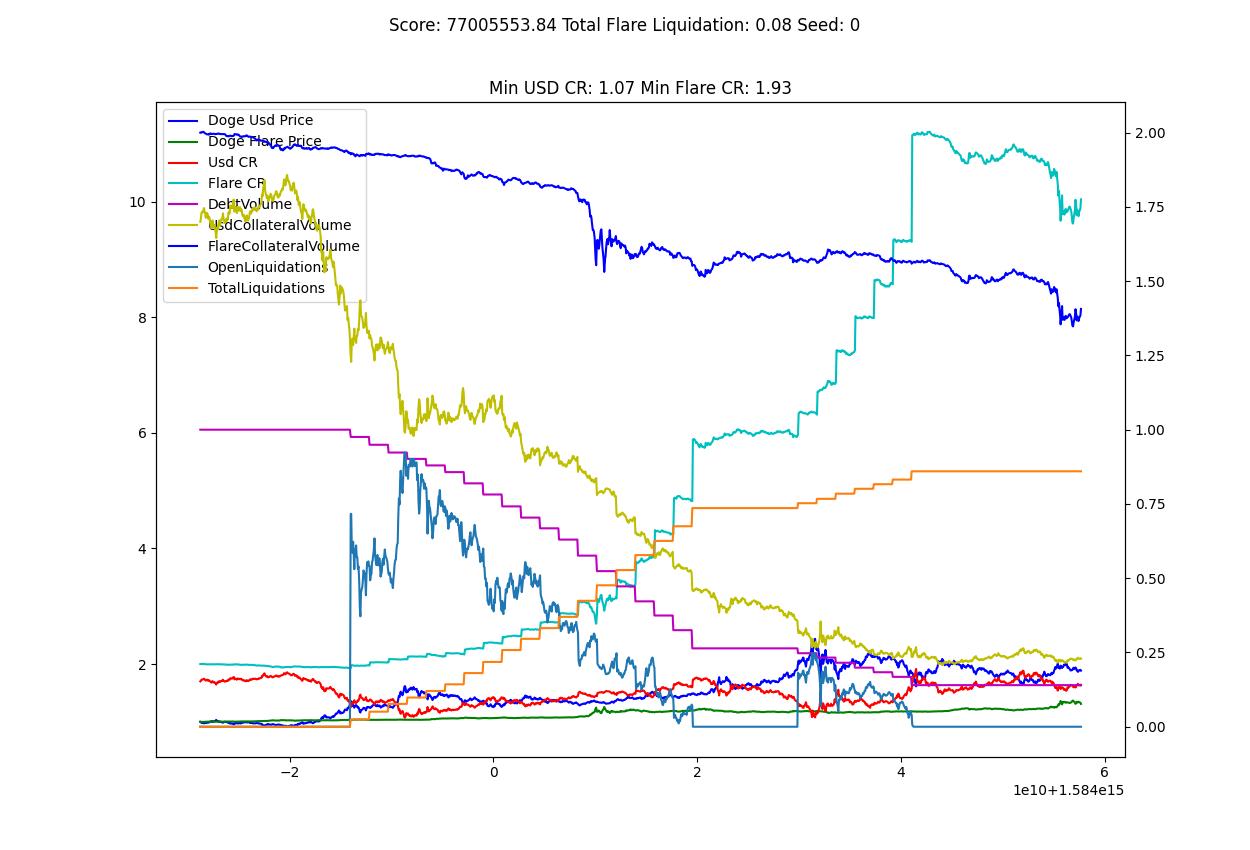 Score: 77005553.84 Total Flare Liquidation: 0.08 Seed: 0
Min USD CR: 1.07 Min Flare CR: 1.93
Doge Usd Price
Doge Flare Price
Usd CR
Flare CR
DebtVolume
UsdCollateralVolume
FlareCollateralVolume
OpenLiquidations
TotalLiquidations
10
8
6
4
2
2.00
1.75
1.50
1.25
1.00
0.75
0.50
0.25
0.00
−2
0
2
4
6
1e10+1.584e15